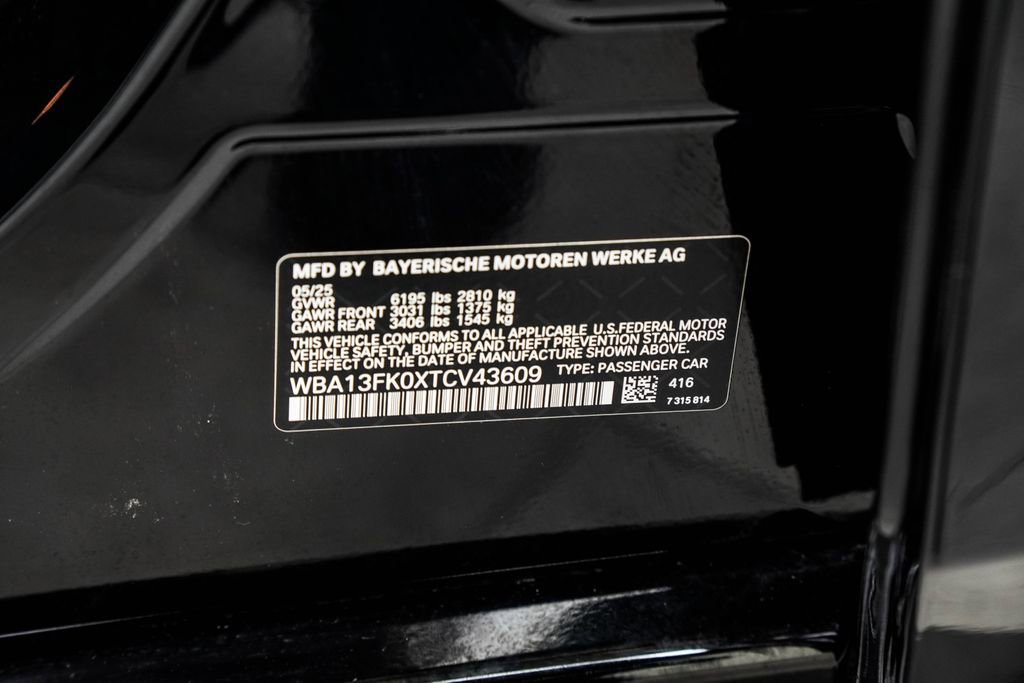 MFD BY BAYERISCHE MOTOREN WERKE AG
05/25
GVWR 6195 lbs 2810 kg
GAWR FRONT 3031 lbs 1375 kg
GAWR REAR 3406 lbs 1545 kg
THIS VEHICLE CONFORMS TO ALL APPLICABLE U.S.FEDERAL MOTOR
VEHICLE SAFETY, BUMPER AND THEFT PREVENTION STANDARDS
IN EFFECT ON THE DATE OF MANUFACTURE SHOWN ABOVE.
WBA13FK0XTCV43609 TYPE: PASSENGER CAR
416
7 315 814